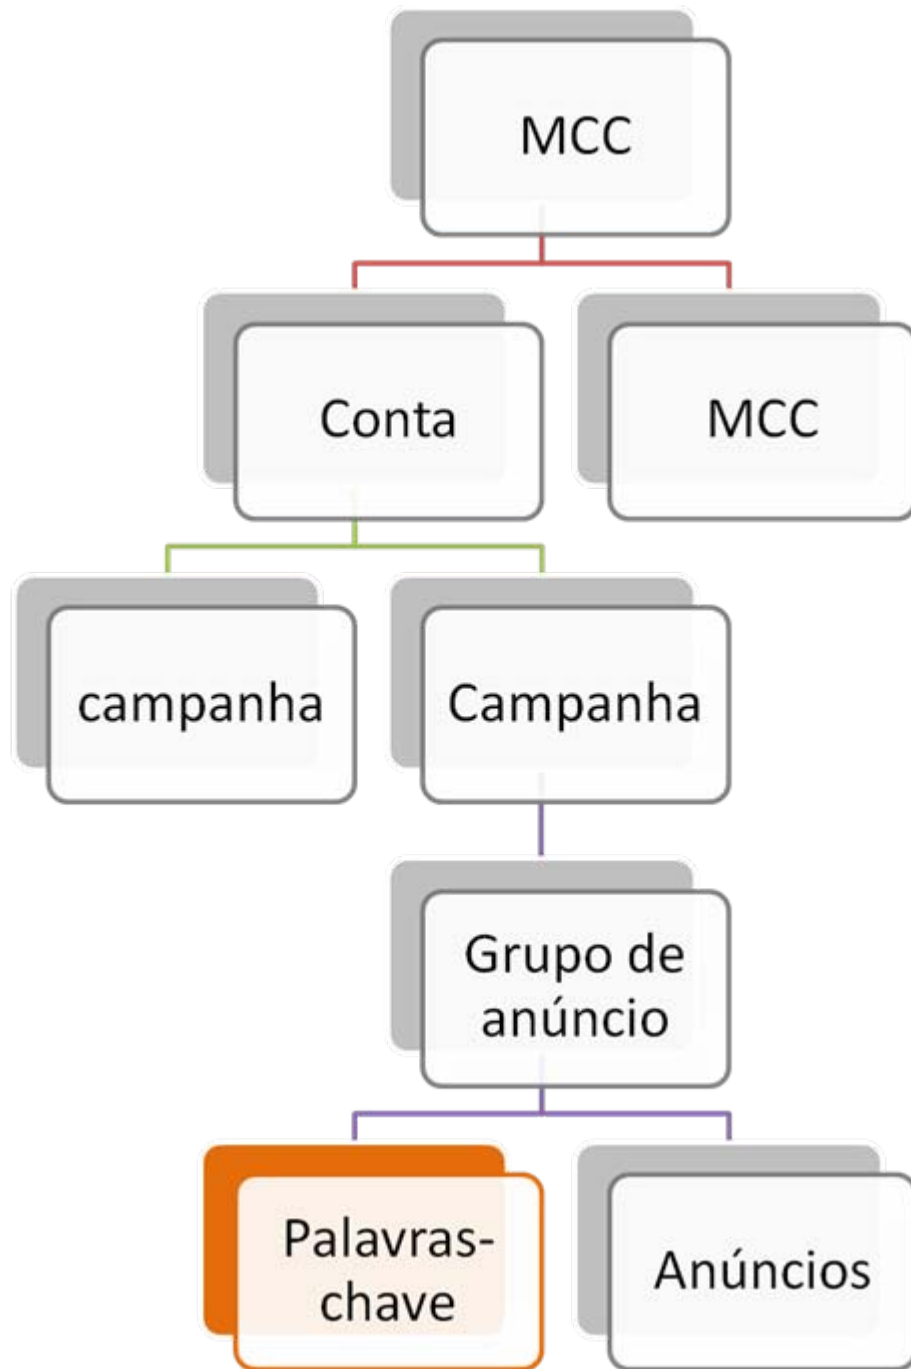 MCC
Conta
MCC
campanha
Campanha
Grupo de
anúncio
Palavras-
chave
Anúncios